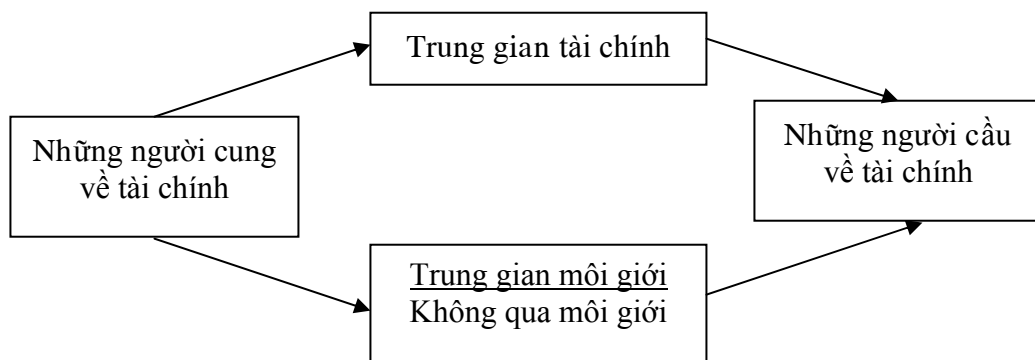 Trung gian tài chính
Những người cung
về tài chính
Những người cầu
về tài chính
Trung gian môi giới
Không qua môi giới